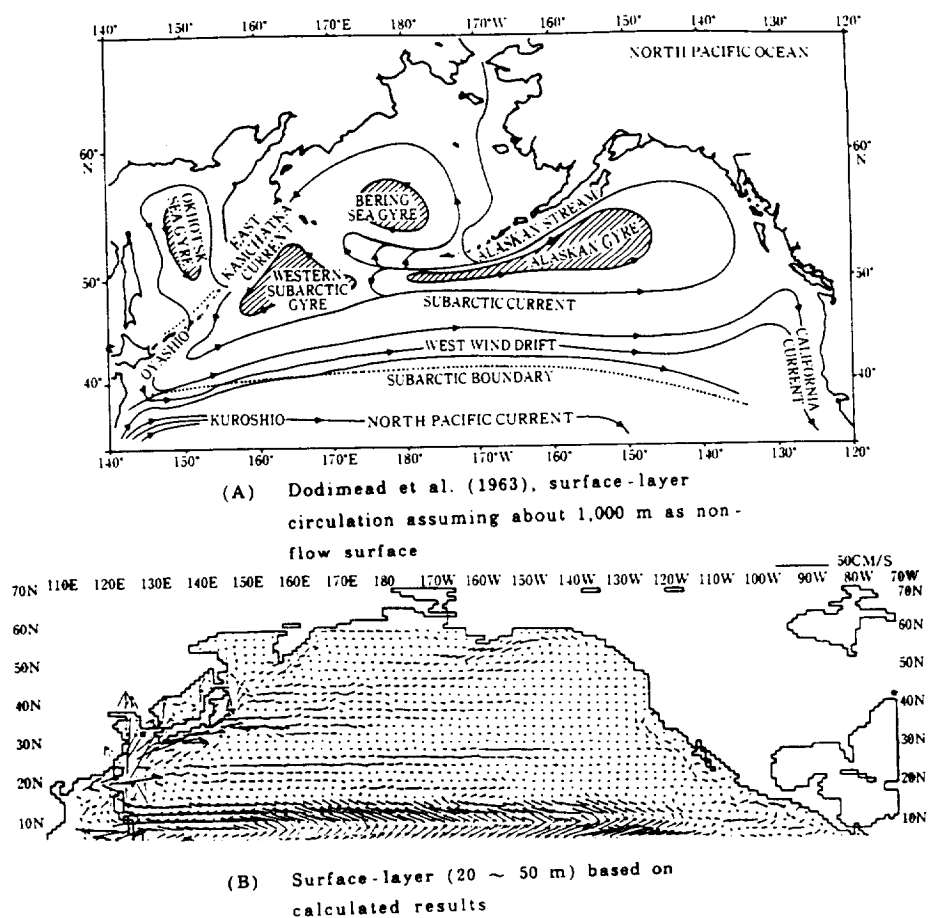 140° 150° 160° 170°E 180° 170°W 160° 150° 140° 130° 120°
NORTH PACIFIC OCEAN
60° N
60° N
BERING SEA GYRE
OKHOTSK SEA GYRE
EAST KAMCHATKA CURRENT
ALASKAN STREAM
ALASKAN GYRE
50°
50°
WESTERN SUBARCTIC GYRE
SUBARCTIC CURRENT
OYASHIO
WEST WIND DRIFT
CALIFORNIA CURRENT
40°
40°
SUBARCTIC BOUNDARY
KUROSHIO
NORTH PACIFIC CURRENT
140° 150° 160° 170°E 180° 170°W 160° 150° 140° 130° 120°
(A) Dodimead et al. (1963), surface-layer
circulation assuming about 1,000 m as non-
flow surface
50CM/S
110E 120E 130E 140E 150E 160E 170E 180 170W 160W 150W 140W 130W 120W 110W 100W 90W 80W 70W
70N 70N
60N 60N
50N 50N
40N 40N
30N 30N
20N 20N
10N 10N
(B) Surface-layer (20 ~ 50 m) based on
calculated results